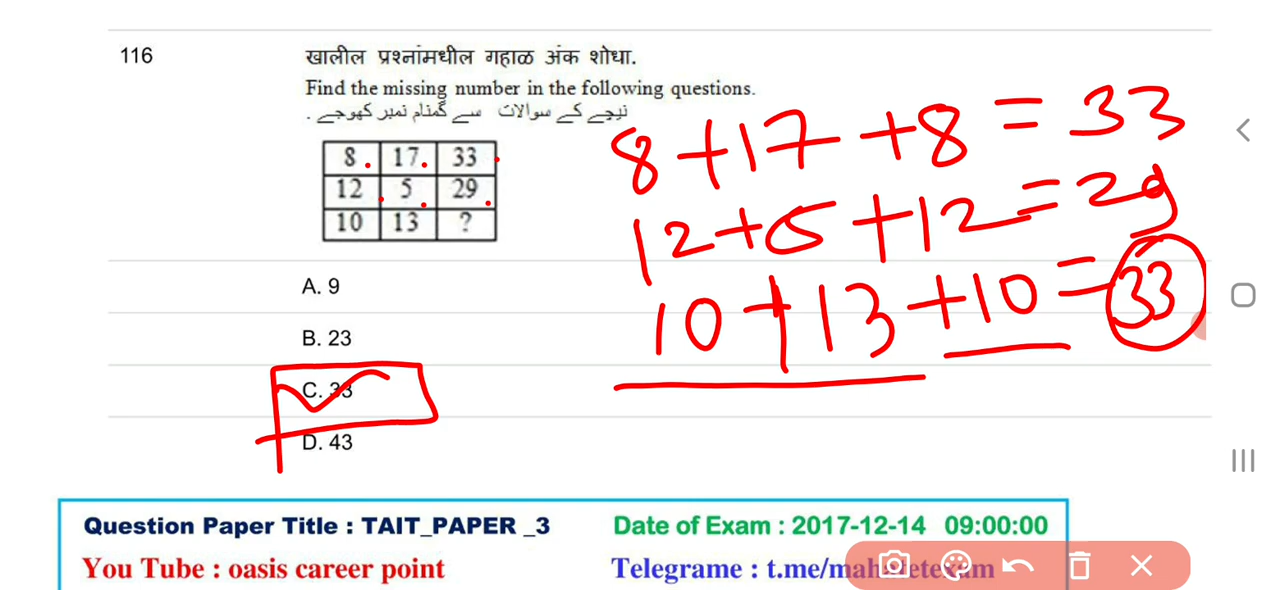 116
खालील प्रश्नांमधील गहाळ अंक शोधा.
Find the missing number in the following questions.
نیچے کے سوالات سے گمنام نمبر کھوجے .
8 17 33
12 5 29
10 13 ?
8+17+8=33
12+5+12=29
10+13+10=33
A. 9
B. 23
C. 33
D. 43
Question Paper Title : TAIT_PAPER _3
Date of Exam : 2017-12-14 09:00:00
You Tube : oasis career point
Telegrame : t.me/mahatetexam